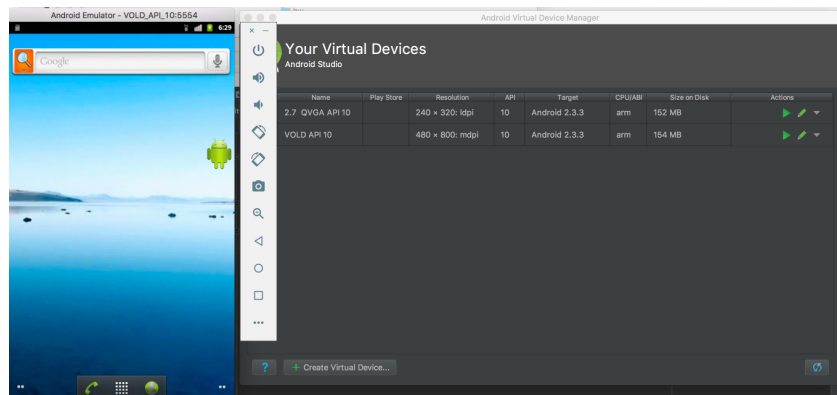 Android Emulator - VOLD_API_10:5554
6:29
Google
Android Virtual Device Manager
Your Virtual Devices
Android Studio
Name Play Store Resolution API Target CPU/ABI Size on Disk Actions
2.7 QVGA API 10 240 × 320: ldpi 10 Android 2.3.3 arm 152 MB
VOLD API 10 480 × 800: mdpi 10 Android 2.3.3 arm 154 MB
? + Create Virtual Device...